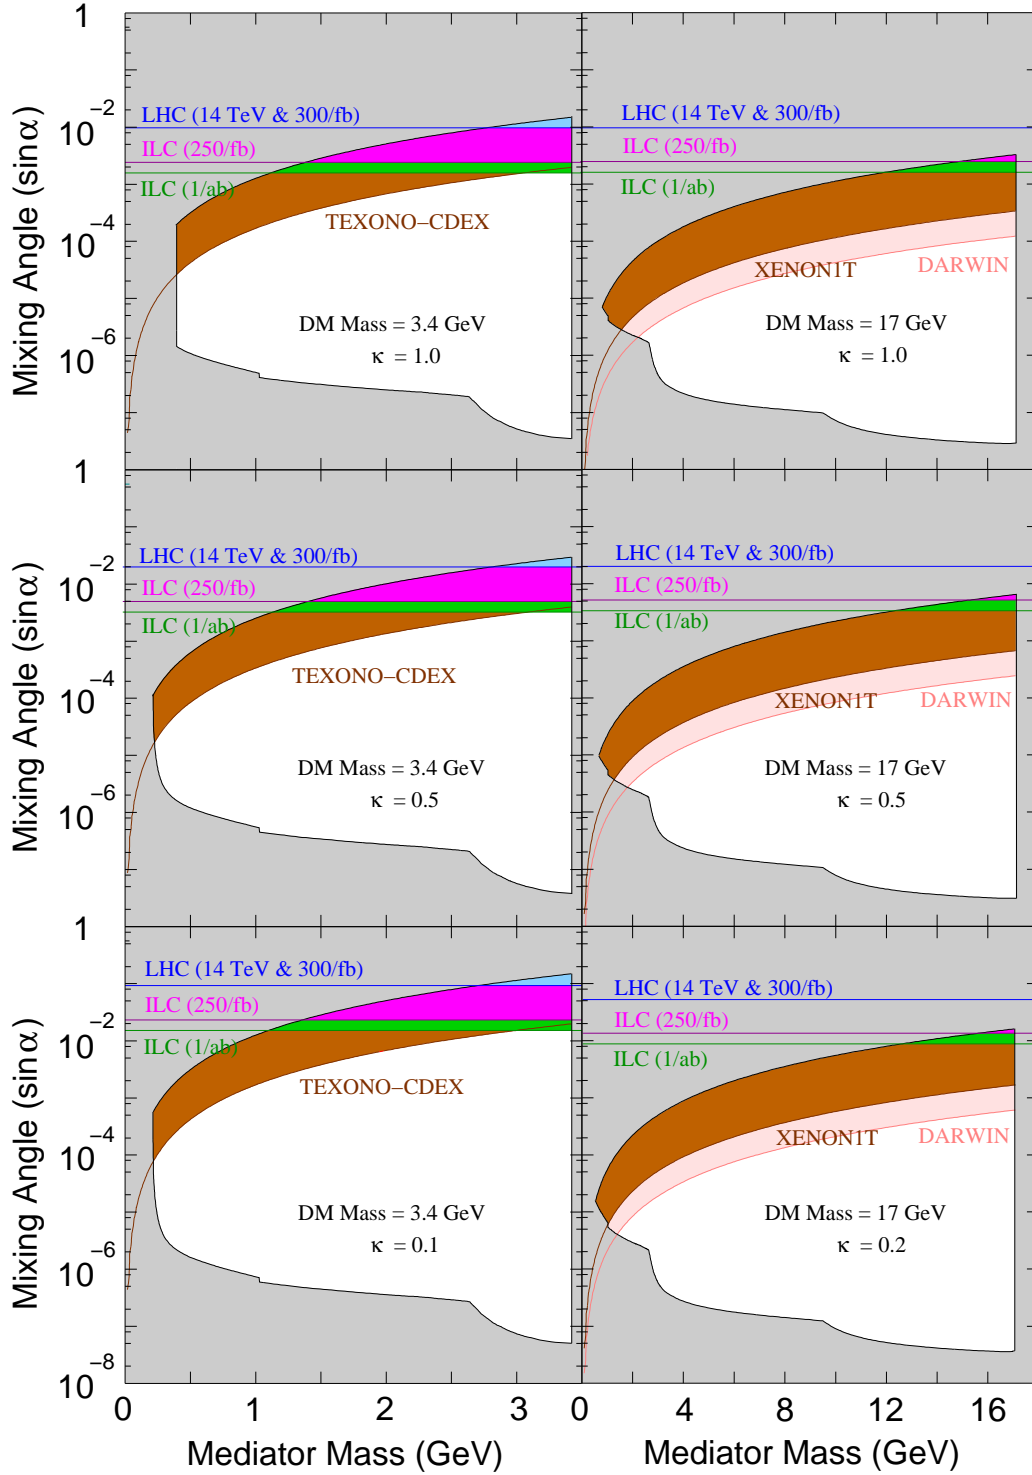 1
10−2
10−4
10−6
Mixing Angle (sinα)
LHC (14 TeV & 300/fb)
ILC (250/fb)
ILC (1/ab)
TEXONO−CDEX
DM Mass = 3.4 GeV
κ = 1.0
LHC (14 TeV & 300/fb)
ILC (250/fb)
ILC (1/ab)
XENON1T
DARWIN
DM Mass = 17 GeV
κ = 1.0
1
10−2
10−4
10−6
Mixing Angle (sinα)
LHC (14 TeV & 300/fb)
ILC (250/fb)
ILC (1/ab)
TEXONO−CDEX
DM Mass = 3.4 GeV
κ = 0.5
LHC (14 TeV & 300/fb)
ILC (250/fb)
ILC (1/ab)
XENON1T
DARWIN
DM Mass = 17 GeV
κ = 0.5
1
10−2
10−4
10−6
10−8
Mixing Angle (sinα)
LHC (14 TeV & 300/fb)
ILC (250/fb)
ILC (1/ab)
TEXONO−CDEX
DM Mass = 3.4 GeV
κ = 0.1
LHC (14 TeV & 300/fb)
ILC (250/fb)
ILC (1/ab)
XENON1T
DARWIN
DM Mass = 17 GeV
κ = 0.2
0 1 2 3
0 4 8 12 16
Mediator Mass (GeV)
Mediator Mass (GeV)